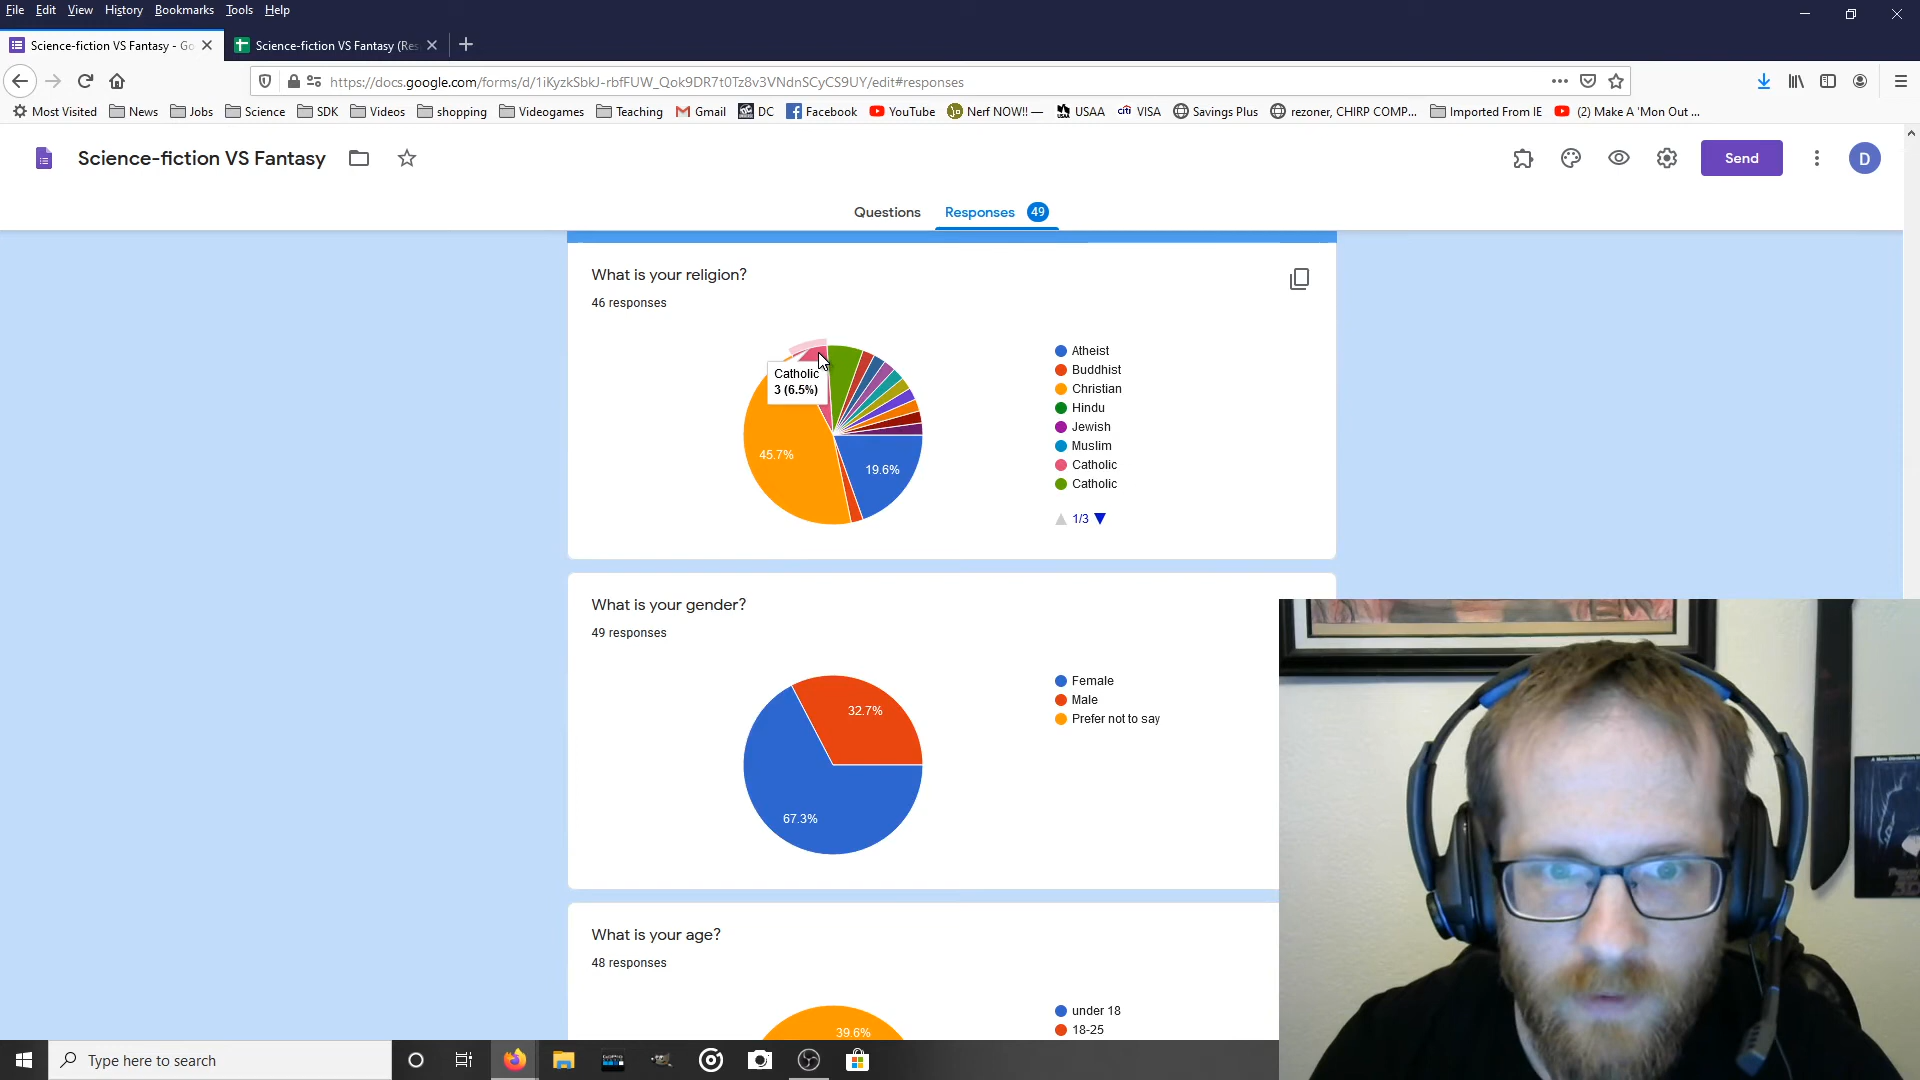 File Edit View History Bookmarks Tools Help
Science-fiction VS Fantasy - Go
Science-fiction VS Fantasy (Res
https://docs.google.com/forms/d/1iKyzkSbkJ-rbfFUW_Qok9DR7t0Tz8v3VNdnSCyCS9UY/edit#responses
Most Visited News Jobs Science SDK Videos shopping Videogames Teaching Gmail DC Facebook YouTube Nerf NOW!! — USAA citi VISA Savings Plus rezoner, CHIRP COMP... Imported From IE (2) Make A 'Mon Out ...
Science-fiction VS Fantasy
Send
D
Questions Responses 49
What is your religion?
46 responses
Catholic
3 (6.5%)
45.7%
19.6%
Atheist
Buddhist
Christian
Hindu
Jewish
Muslim
Catholic
Catholic
1/3
What is your gender?
49 responses
32.7%
67.3%
Female
Male
Prefer not to say
What is your age?
48 responses
39.6%
under 18
18-25
Type here to search